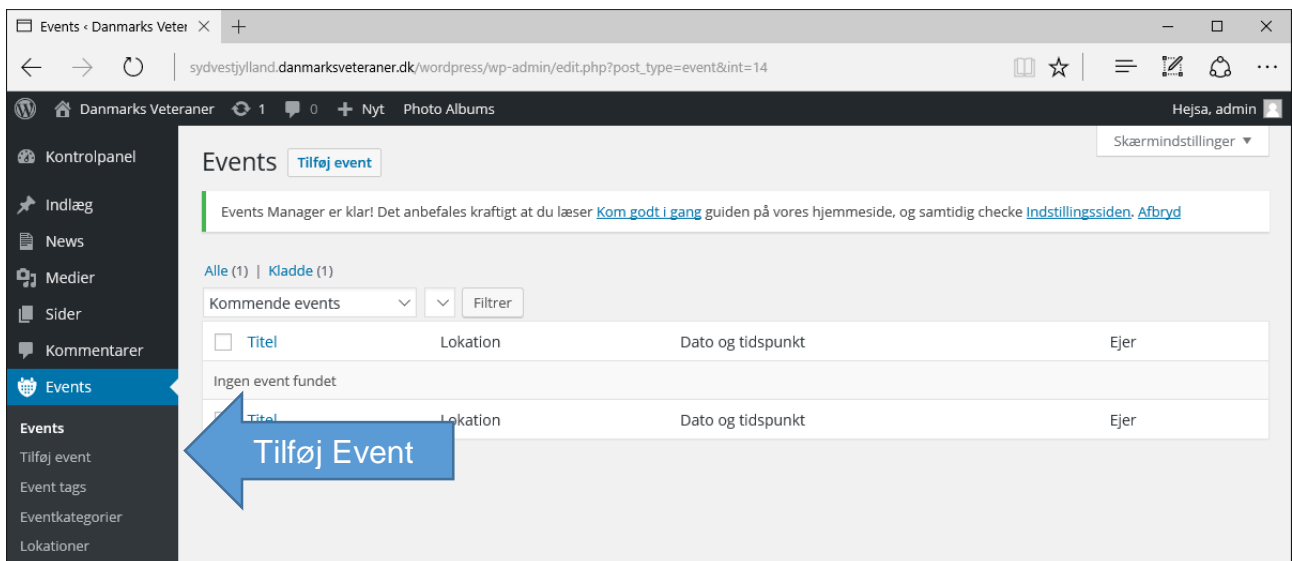 Events ‹ Danmarks Veter
sydvestjylland.danmarksveteraner.dk/wordpress/wp-admin/edit.php?post_type=event&int=14
Danmarks Veteraner 1 0 Nyt Photo Albums Hejsa, admin
Skærmindstillinger
Kontrolpanel
Indlæg
News
Medier
Sider
Kommentarer
Events
Events
Tilføj event
Event tags
Eventkategorier
Lokationer
Events Tilføj event
Events Manager er klar! Det anbefales kraftigt at du læser Kom godt i gang guiden på vores hjemmeside, og samtidig checke Indstillingssiden. Afbryd
Alle (1) | Kladde (1)
Kommende events Filtrer
Titel Lokation Dato og tidspunkt Ejer
Ingen event fundet
Titel Lokation Dato og tidspunkt Ejer
Tilføj Event